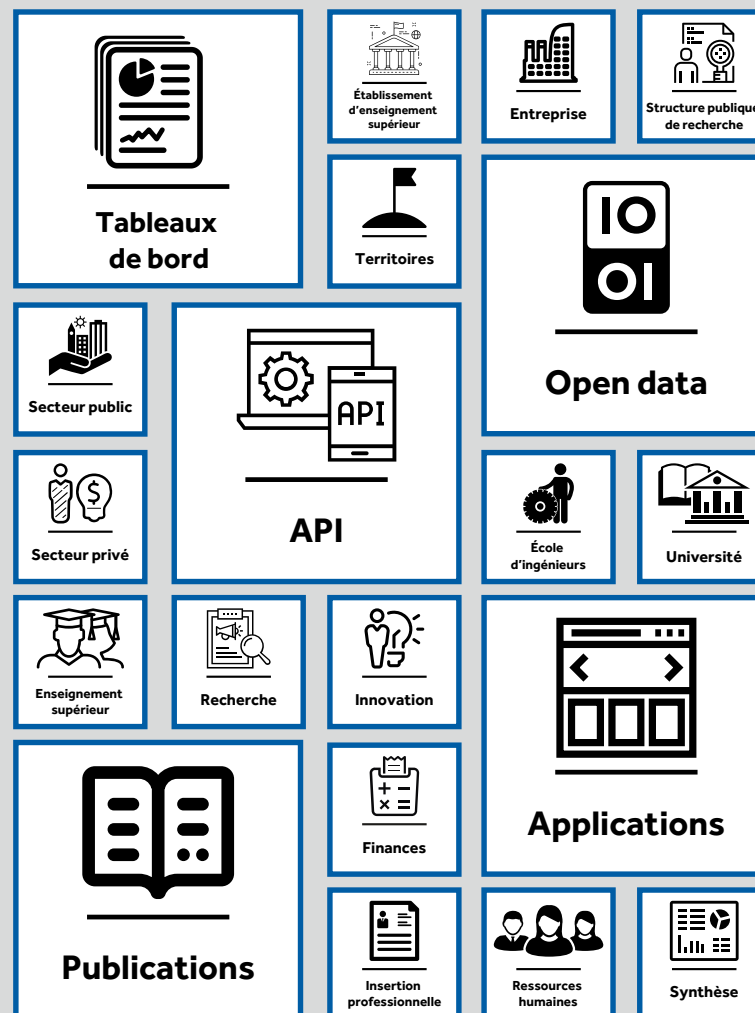 Tableaux
de bord
Établissement
d'enseignement
supérieur
Entreprise
Structure publique
de recherche
Territoires
IO
OI
Open data
Secteur public
API
API
$
Secteur privé
École
d'ingénieurs
Université
Enseignement
supérieur
Recherche
Innovation
Applications
+ −
× =
Finances
Publications
Insertion
professionnelle
Ressources
humaines
Synthèse